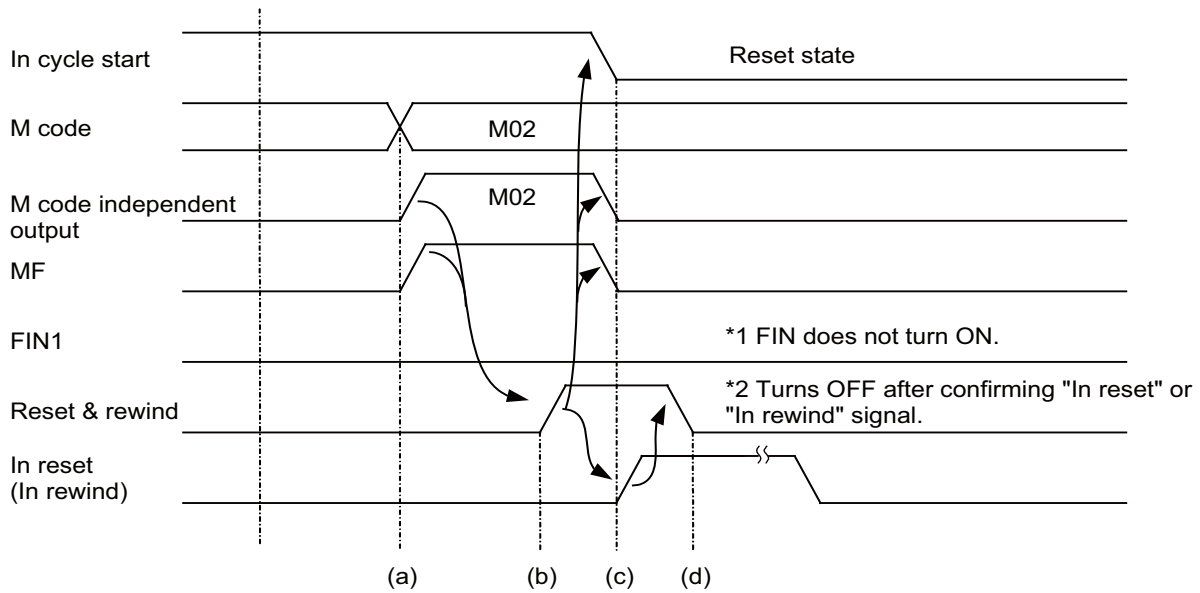 In cycle start
Reset state
M code
M02
M code independent
output
M02
MF
FIN1
*1 FIN does not turn ON.
Reset & rewind
*2 Turns OFF after confirming "In reset" or
"In rewind" signal.
In reset
(In rewind)
(a) (b) (c) (d)